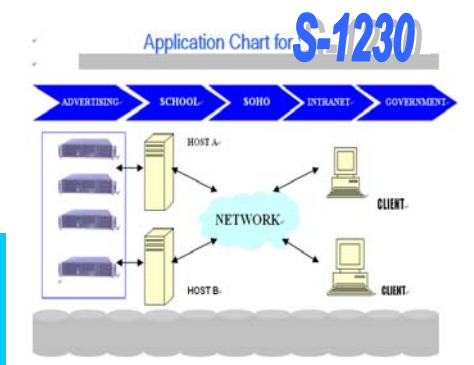 Application Chart for S-1230
ADVERTISING SCHOOL SOHO INTRANET GOVERNMENT
HOST A
CLIENT
NETWORK
HOST B
CLIENT